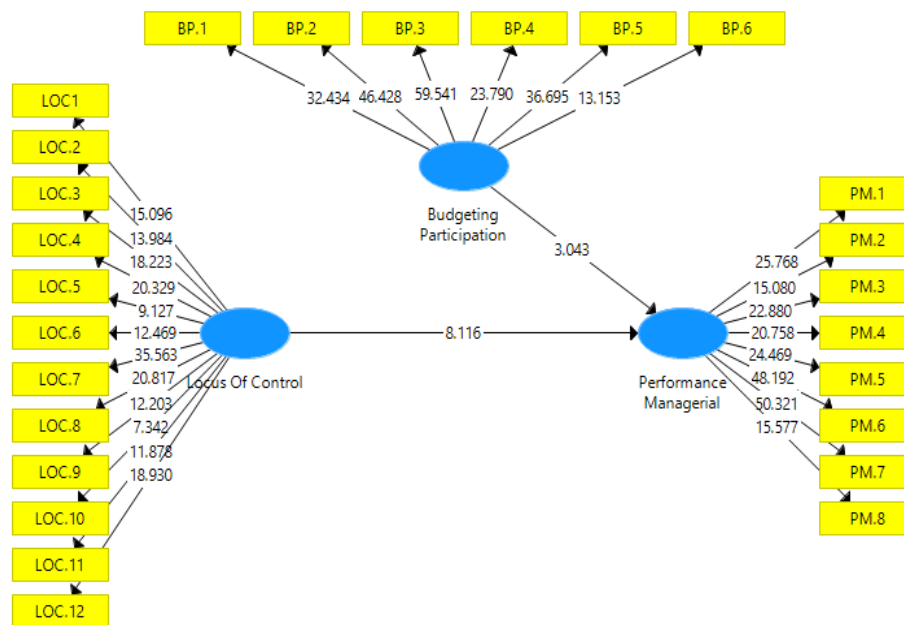 BP.1
BP.2
BP.3
BP.4
BP.5
BP.6
32.434
46.428
59.541
23.790
36.695
13.153
Budgeting
Participation
3.043
LOC1
LOC.2
LOC.3
LOC.4
LOC.5
LOC.6
LOC.7
LOC.8
LOC.9
LOC.10
LOC.11
LOC.12
15.096
13.984
18.223
20.329
9.127
12.469
35.563
20.817
12.203
7.342
11.878
18.930
Locus Of Control
8.116
Performance
Managerial
25.768
15.080
22.880
20.758
24.469
48.192
50.321
15.577
PM.1
PM.2
PM.3
PM.4
PM.5
PM.6
PM.7
PM.8